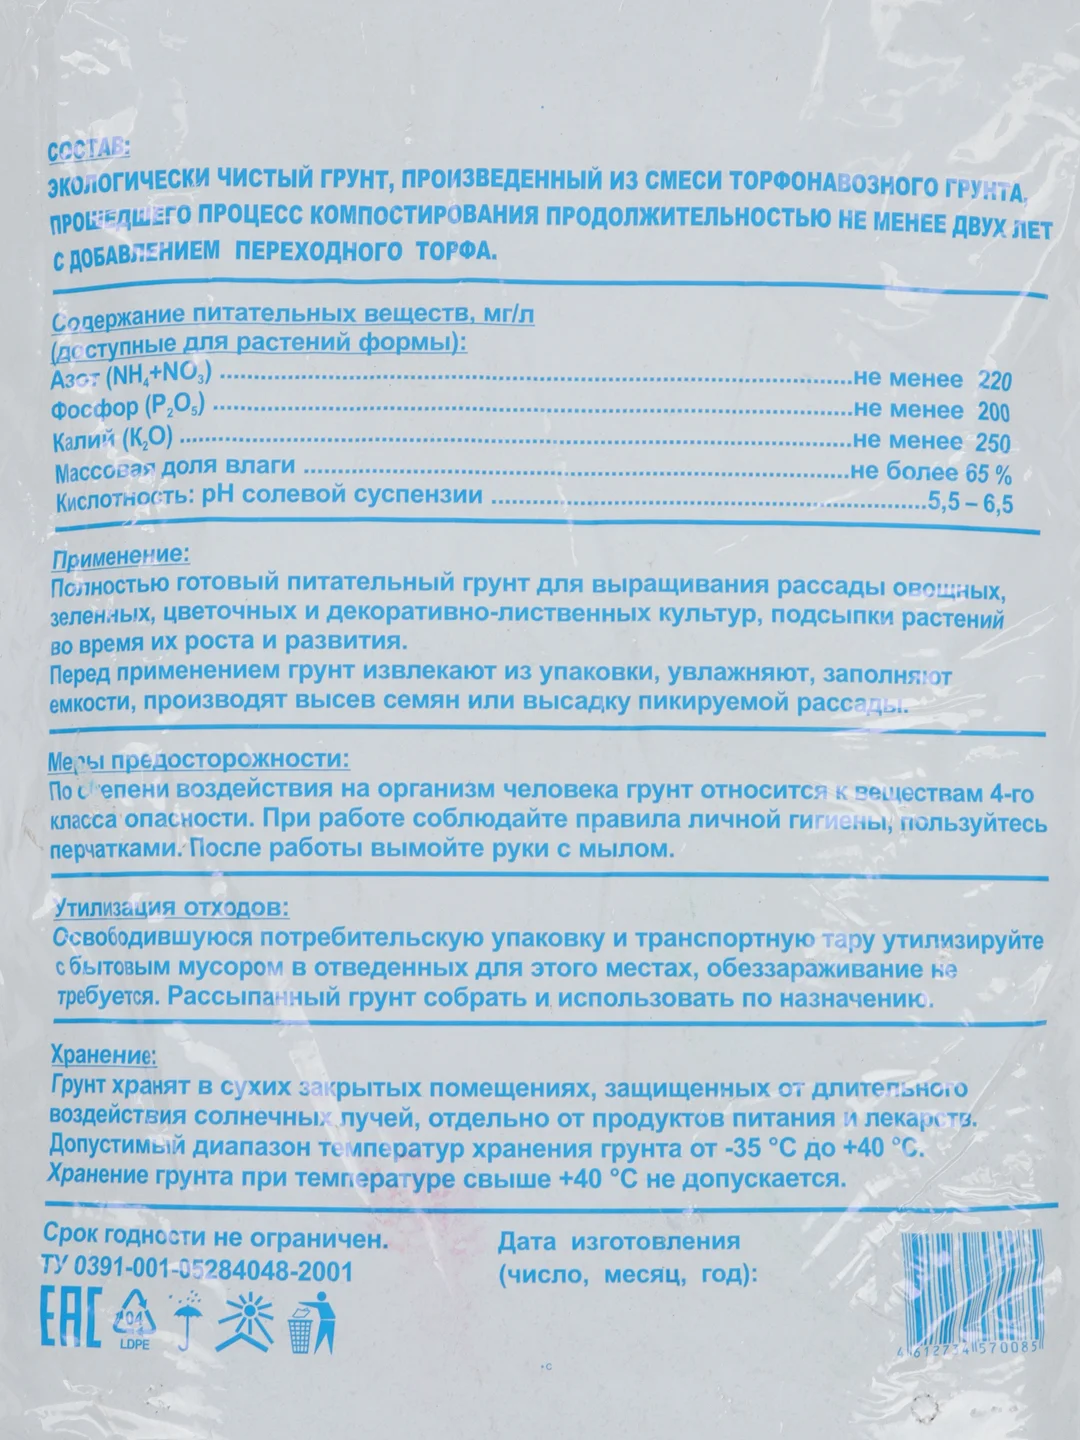 СОСТАВ:
ЭКОЛОГИЧЕСКИ ЧИСТЫЙ ГРУНТ, ПРОИЗВЕДЕННЫЙ ИЗ СМЕСИ ТОРФОНАВОЗНОГО ГРУНТА,
ПРОШЕДШЕГО ПРОЦЕСС КОМПОСТИРОВАНИЯ ПРОДОЛЖИТЕЛЬНОСТЬЮ НЕ МЕНЕЕ ДВУХ ЛЕТ
С ДОБАВЛЕНИЕМ ПЕРЕХОДНОГО ТОРФА.
Содержание питательных веществ, мг/л
(доступные для растений формы):
Азот (NH₄+NO₃) ........ не менее 220
Фосфор (P₂O₅) ........ не менее 200
Калий (K₂O) ........ не менее 250
Массовая доля влаги ........ не более 65 %
Кислотность: pH солевой суспензии ........ 5,5 – 6,5
Применение:
Полностью готовый питательный грунт для выращивания рассады овощных,
зеленных, цветочных и декоративно-лиственных культур, подсыпки растений
во время их роста и развития.
Перед применением грунт извлекают из упаковки, увлажняют, заполняют
емкости, производят высев семян или высадку пикируемой рассады.
Меры предосторожности:
По степени воздействия на организм человека грунт относится к веществам 4-го
класса опасности. При работе соблюдайте правила личной гигиены, пользуйтесь
перчатками. После работы вымойте руки с мылом.
Утилизация отходов:
Освободившуюся потребительскую упаковку и транспортную тару утилизируйте
с бытовым мусором в отведенных для этого местах, обеззараживание не
требуется. Рассыпанный грунт собрать и использовать по назначению.
Хранение:
Грунт хранят в сухих закрытых помещениях, защищенных от длительного
воздействия солнечных лучей, отдельно от продуктов питания и лекарств.
Допустимый диапазон температур хранения грунта от -35 °С до +40 °С.
Хранение грунта при температуре свыше +40 °С не допускается.
Срок годности не ограничен.
ТУ 0391-001-05284048-2001
Дата изготовления
(число, месяц, год):
EAC
04
LDPE
4 612734 570085